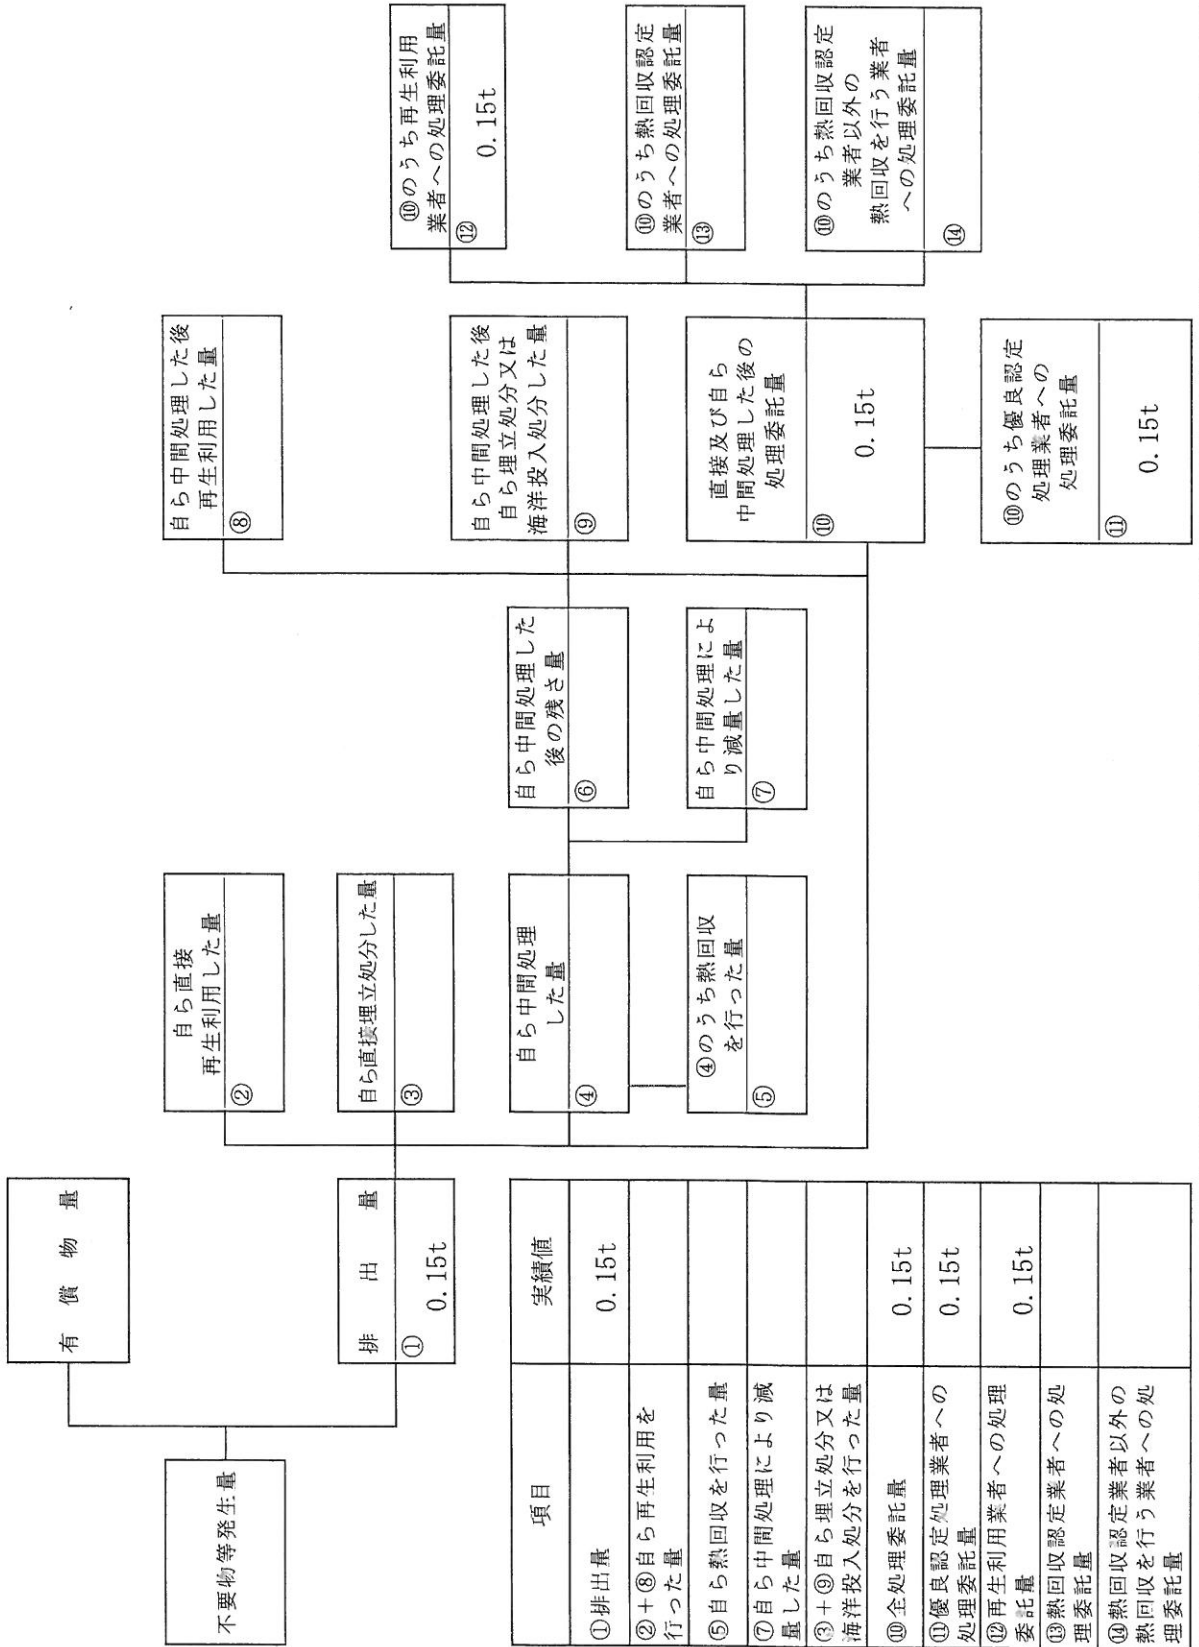 不要物等発生量
有償物量
排出量
①
0.15t
自ら直接
再生利用した量
②
自ら直接埋立処分した量
③
自ら中間処理
した量
④
④のうち熱回収
を行った量
⑤
自ら中間処理した
後の残さ量
⑥
自ら中間処理によ
り減量した量
⑦
自ら中間処理した後
再生利用した量
⑧
自ら中間処理した後
自ら埋立処分又は
海洋投入処分した量
⑨
直接及び自ら
中間処理した後の
処理委託量
⑩
0.15t
⑩のうち優良認定
処理業者への
処理委託量
⑪
0.15t
⑩のうち再生利用
業者への処理委託量
⑫
0.15t
⑩のうち熱回収認定
業者への処理委託量
⑬
⑩のうち熱回収認定
業者以外の
熱回収を行う業者
への処理委託量
⑭
項目 実績値
①排出量 0.15t
②+⑧自ら再生利用を
行った量
⑤自ら熱回収を行った量
⑦自ら中間処理により減
量した量
③+⑨自ら埋立処分又は
海洋投入処分を行った量
⑩全処理委託量 0.15t
⑪優良認定処理業者への
処理委託量 0.15t
⑫再生利用業者への処理
委託量 0.15t
⑬熱回収認定業者への処
理委託量
⑭熱回収認定業者以外の
熱回収を行う業者への処
理委託量